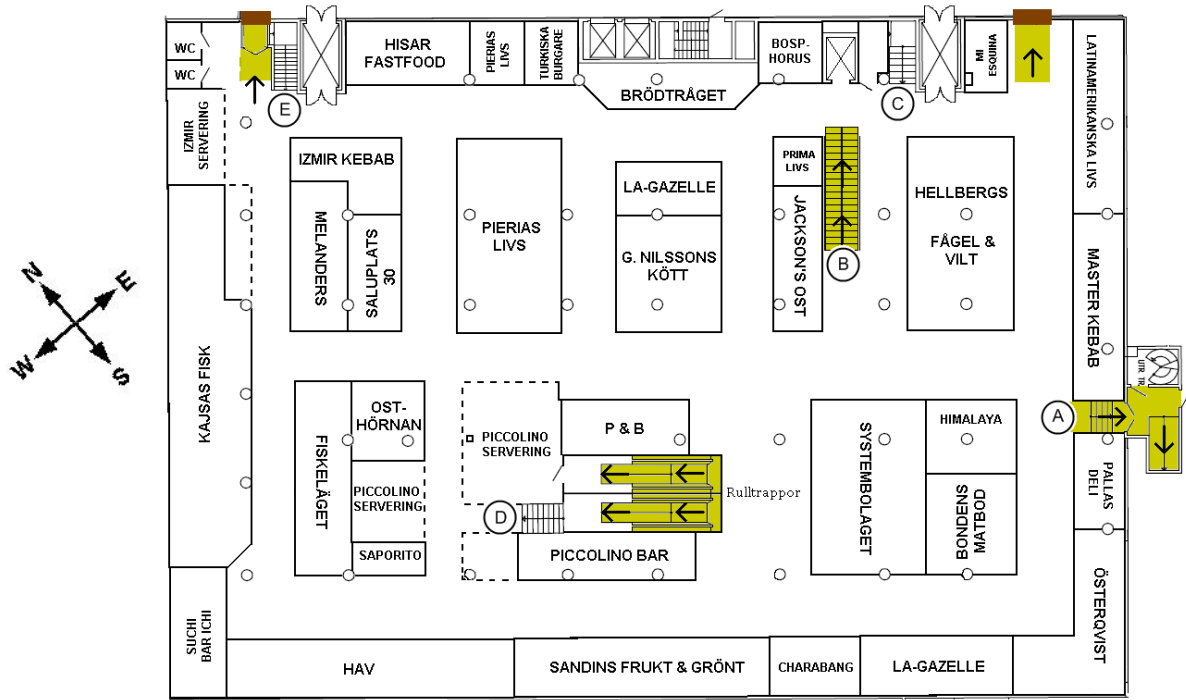 WC
WC
HISAR
FASTFOOD
PIERIAS
LIVS
TURKISKA
BURGARE
BRÖDTRÅGET
BOSP-
HORUS
MI
ESQUINA
LATINAMERIKANSKA LIVS
E
C
IZMIR
SERVERING
IZMIR KEBAB
MELANDERS
SALUPLATS
30
PIERIAS
LIVS
LA-GAZELLE
G. NILSSONS
KÖTT
PRIMA
LIVS
JACKSON'S OST
B
HELLBERGS
FÅGEL &
VILT
MASTER KEBAB
N
E
W
S
KAJSAS FISK
UTR TR
A
FISKELÄGET
OST-
HÖRNAN
PICCOLINO
SERVERING
SAPORITO
PICCOLINO
SERVERING
P & B
Rulltrappor
D
PICCOLINO BAR
SYSTEMBOLAGET
HIMALAYA
BONDENS
MATBOD
PALLAS
DELI
ÖSTERQVIST
SUCHI
BAR ICHI
HAV
SANDINS FRUKT & GRÖNT
CHARABANG
LA-GAZELLE